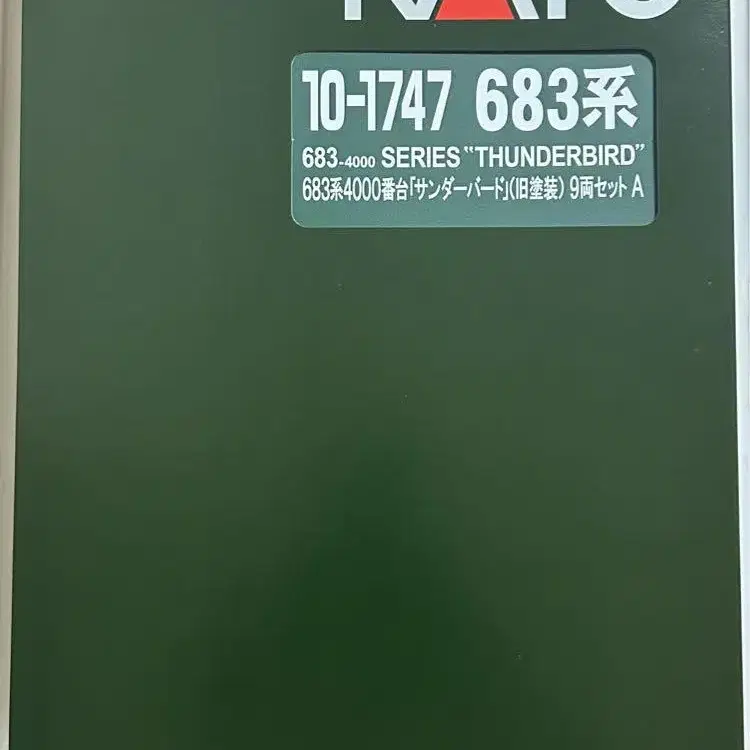 KATO
10-1747 683系
683-4000 SERIES "THUNDERBIRD"
683系4000番台「サンダーバード」(旧塗装) 9両セット A